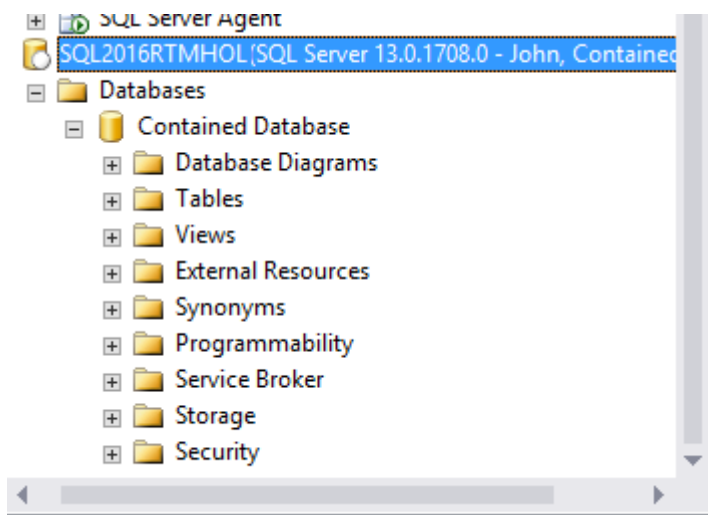 SQL Server Agent
SQL2016RTMHOL(SQL Server 13.0.1708.0 - John, Contained
Databases
Contained Database
Database Diagrams
Tables
Views
External Resources
Synonyms
Programmability
Service Broker
Storage
Security